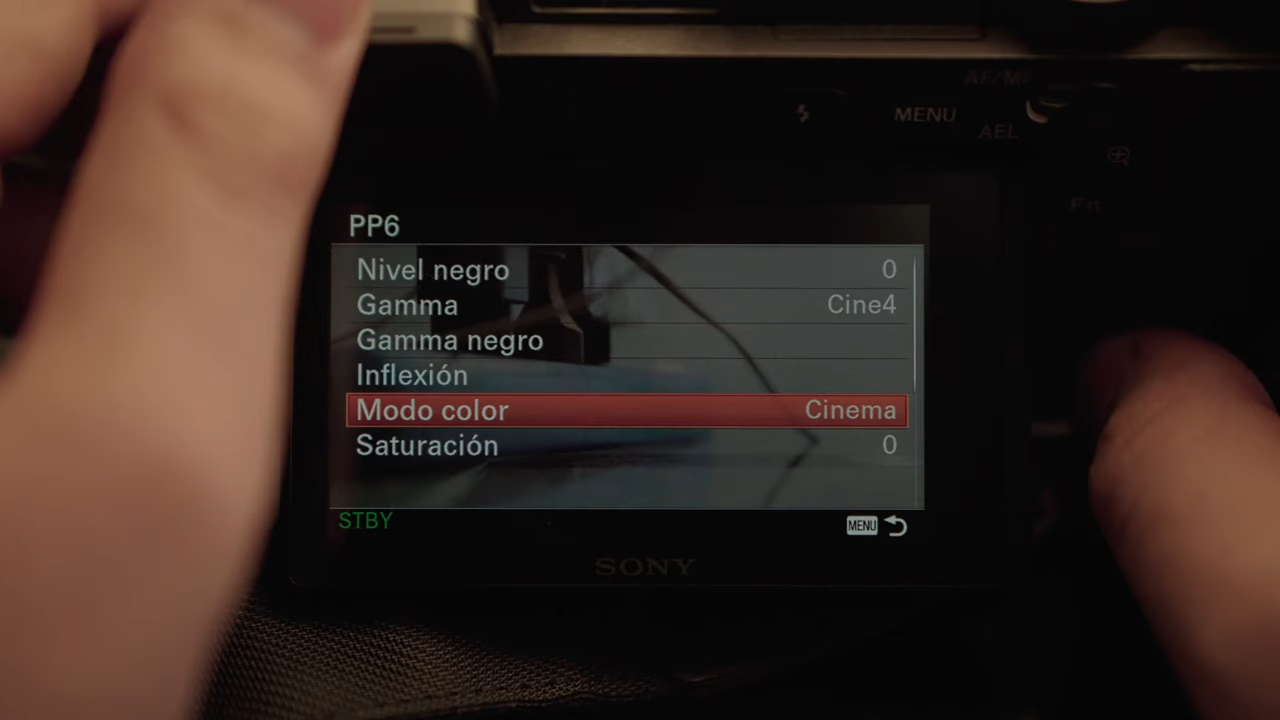 AF/MF
MENU
AEL
Fn
PP6
Nivel negro 0
Gamma Cine4
Gamma negro
Inflexión
Modo color Cinema
Saturación 0
STBY
MENU
SONY